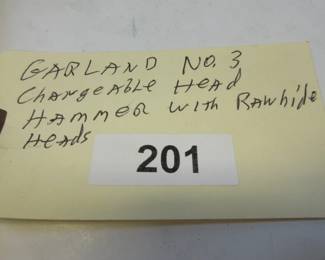 GARLAND NO. 3
Changeable Head
HAMMER with Rawhide
Heads
201